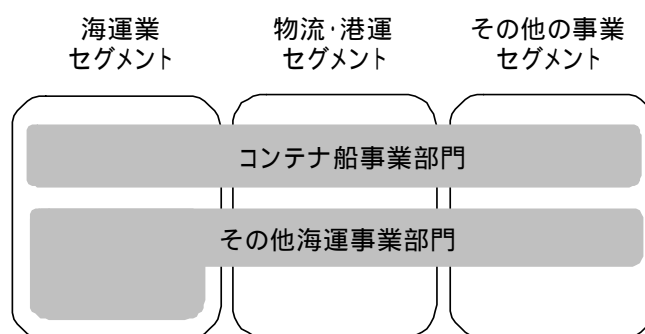 海運業
セグメント
物流・港運
セグメント
その他の事業
セグメント
コンテナ船事業部門
その他海運事業部門